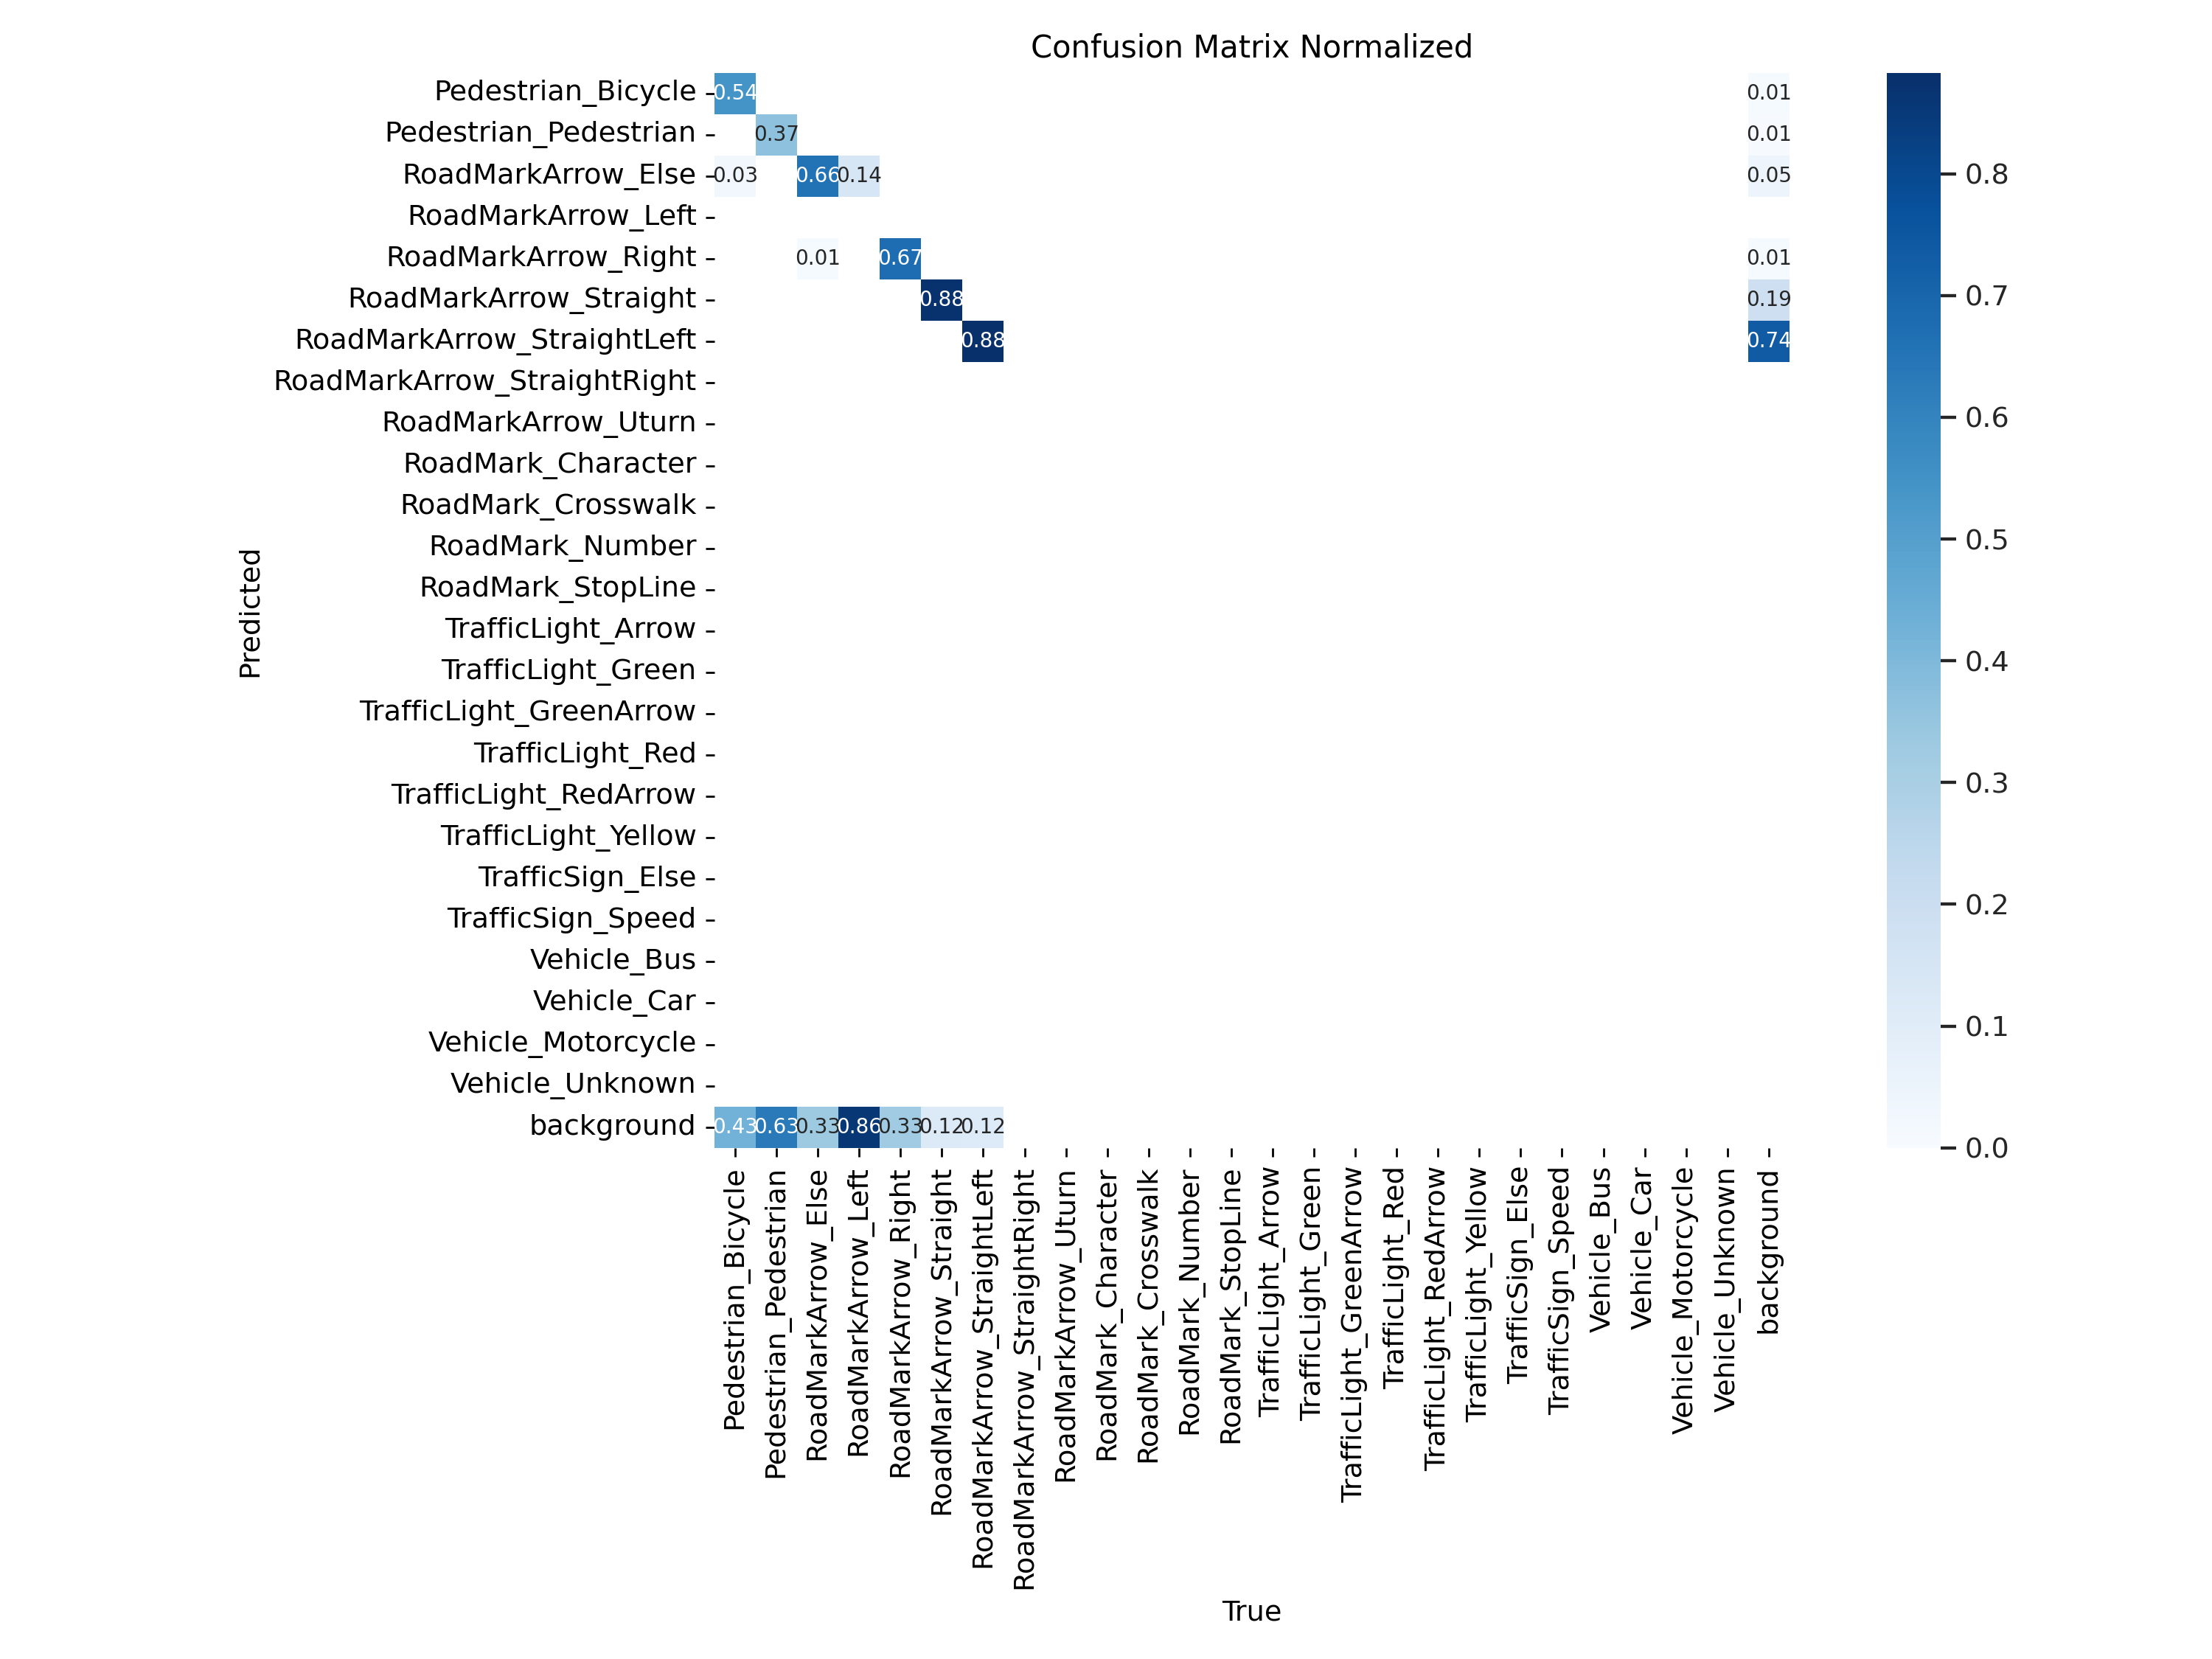 Confusion Matrix Normalized
Pedestrian_Bicycle 0.54 0.01
Pedestrian_Pedestrian 0.37 0.01
RoadMarkArrow_Else 0.03 0.66 0.14 0.05
RoadMarkArrow_Left
RoadMarkArrow_Right 0.01 0.67 0.01
RoadMarkArrow_Straight 0.88 0.19
RoadMarkArrow_StraightLeft 0.88 0.74
RoadMarkArrow_StraightRight
RoadMarkArrow_Uturn
RoadMark_Character
RoadMark_Crosswalk
RoadMark_Number
RoadMark_StopLine
TrafficLight_Arrow
TrafficLight_Green
TrafficLight_GreenArrow
TrafficLight_Red
TrafficLight_RedArrow
TrafficLight_Yellow
TrafficSign_Else
TrafficSign_Speed
Vehicle_Bus
Vehicle_Car
Vehicle_Motorcycle
Vehicle_Unknown
background 0.43 0.63 0.33 0.86 0.33 0.12 0.12
Predicted
Pedestrian_Bicycle
Pedestrian_Pedestrian
RoadMarkArrow_Else
RoadMarkArrow_Left
RoadMarkArrow_Right
RoadMarkArrow_Straight
RoadMarkArrow_StraightLeft
RoadMarkArrow_StraightRight
RoadMarkArrow_Uturn
RoadMark_Character
RoadMark_Crosswalk
RoadMark_Number
RoadMark_StopLine
TrafficLight_Arrow
TrafficLight_Green
TrafficLight_GreenArrow
TrafficLight_Red
TrafficLight_RedArrow
TrafficLight_Yellow
TrafficSign_Else
TrafficSign_Speed
Vehicle_Bus
Vehicle_Car
Vehicle_Motorcycle
Vehicle_Unknown
background
True
0.8
0.7
0.6
0.5
0.4
0.3
0.2
0.1
0.0